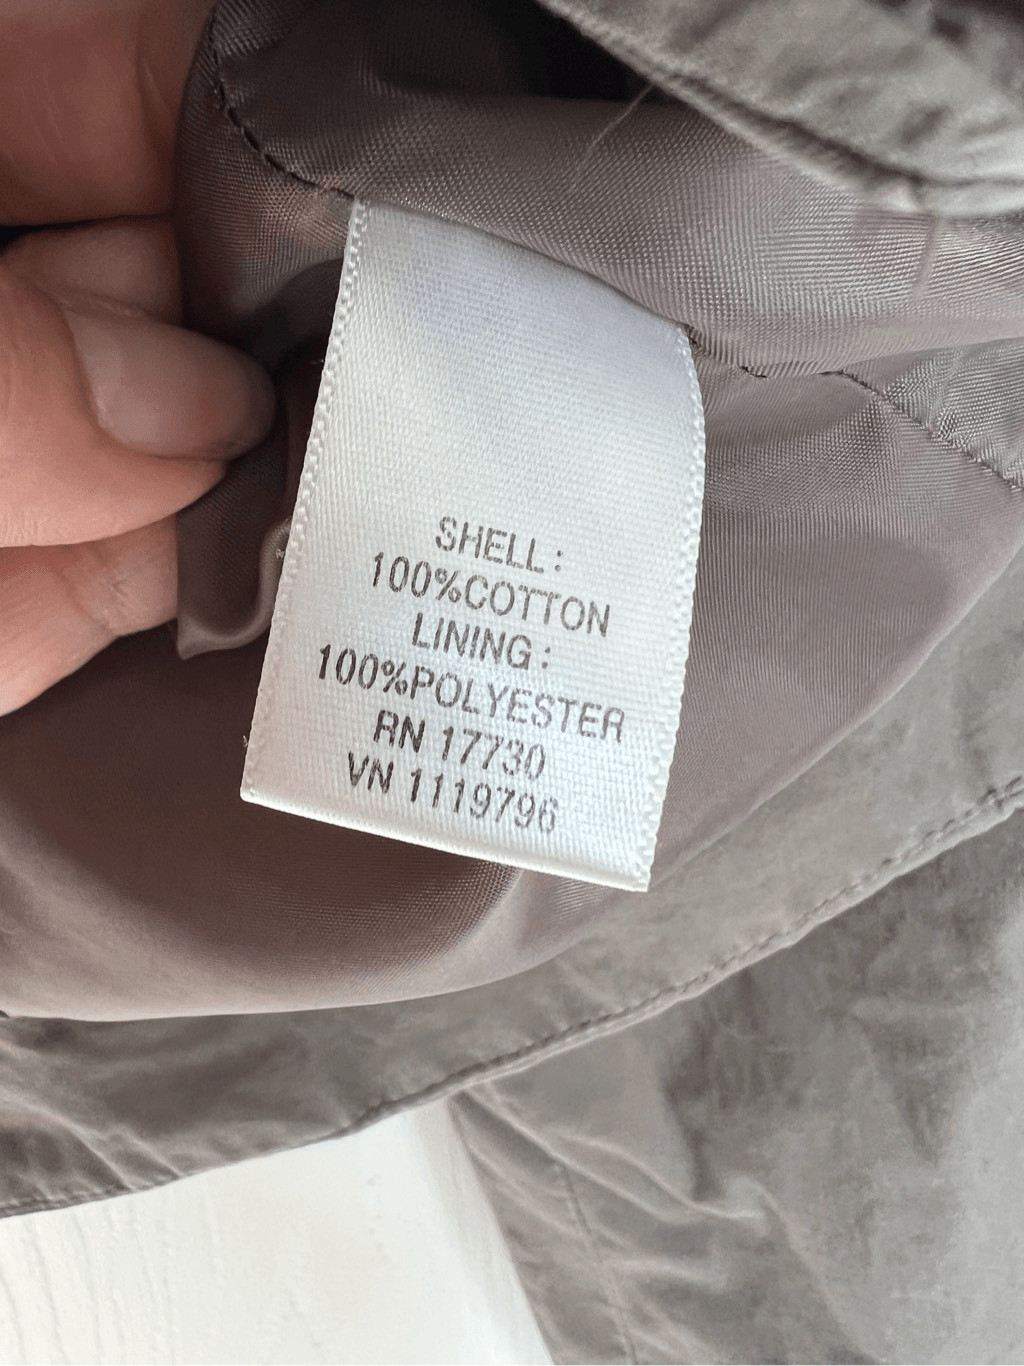 SHELL:
100%COTTON
LINING:
100%POLYESTER
RN 17730
VN 1119796